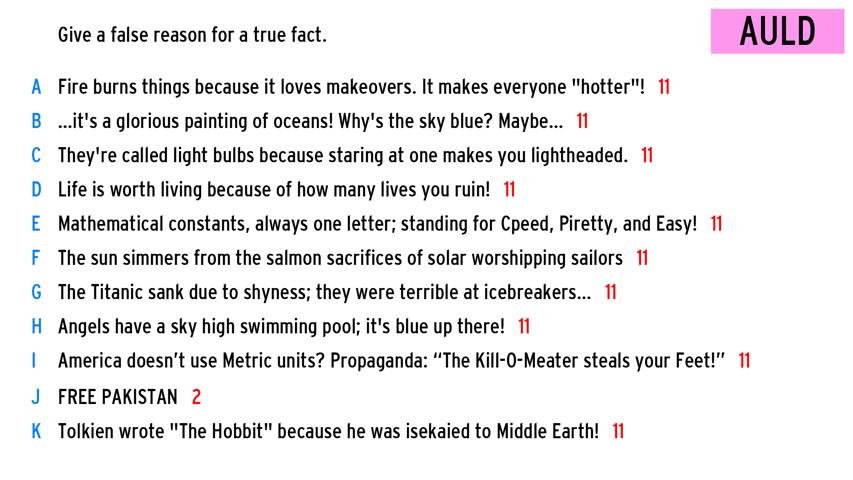 Give a false reason for a true fact.
AULD
A Fire burns things because it loves makeovers. It makes everyone "hotter"! 11
B ...it's a glorious painting of oceans! Why's the sky blue? Maybe... 11
C They're called light bulbs because staring at one makes you lightheaded. 11
D Life is worth living because of how many lives you ruin! 11
E Mathematical constants, always one letter; standing for Cpeed, Piretty, and Easy! 11
F The sun simmers from the salmon sacrifices of solar worshipping sailors 11
G The Titanic sank due to shyness; they were terrible at icebreakers... 11
H Angels have a sky high swimming pool; it's blue up there! 11
I America doesn’t use Metric units? Propaganda: “The Kill-O-Meater steals your Feet!” 11
J FREE PAKISTAN 2
K Tolkien wrote "The Hobbit" because he was isekaied to Middle Earth! 11